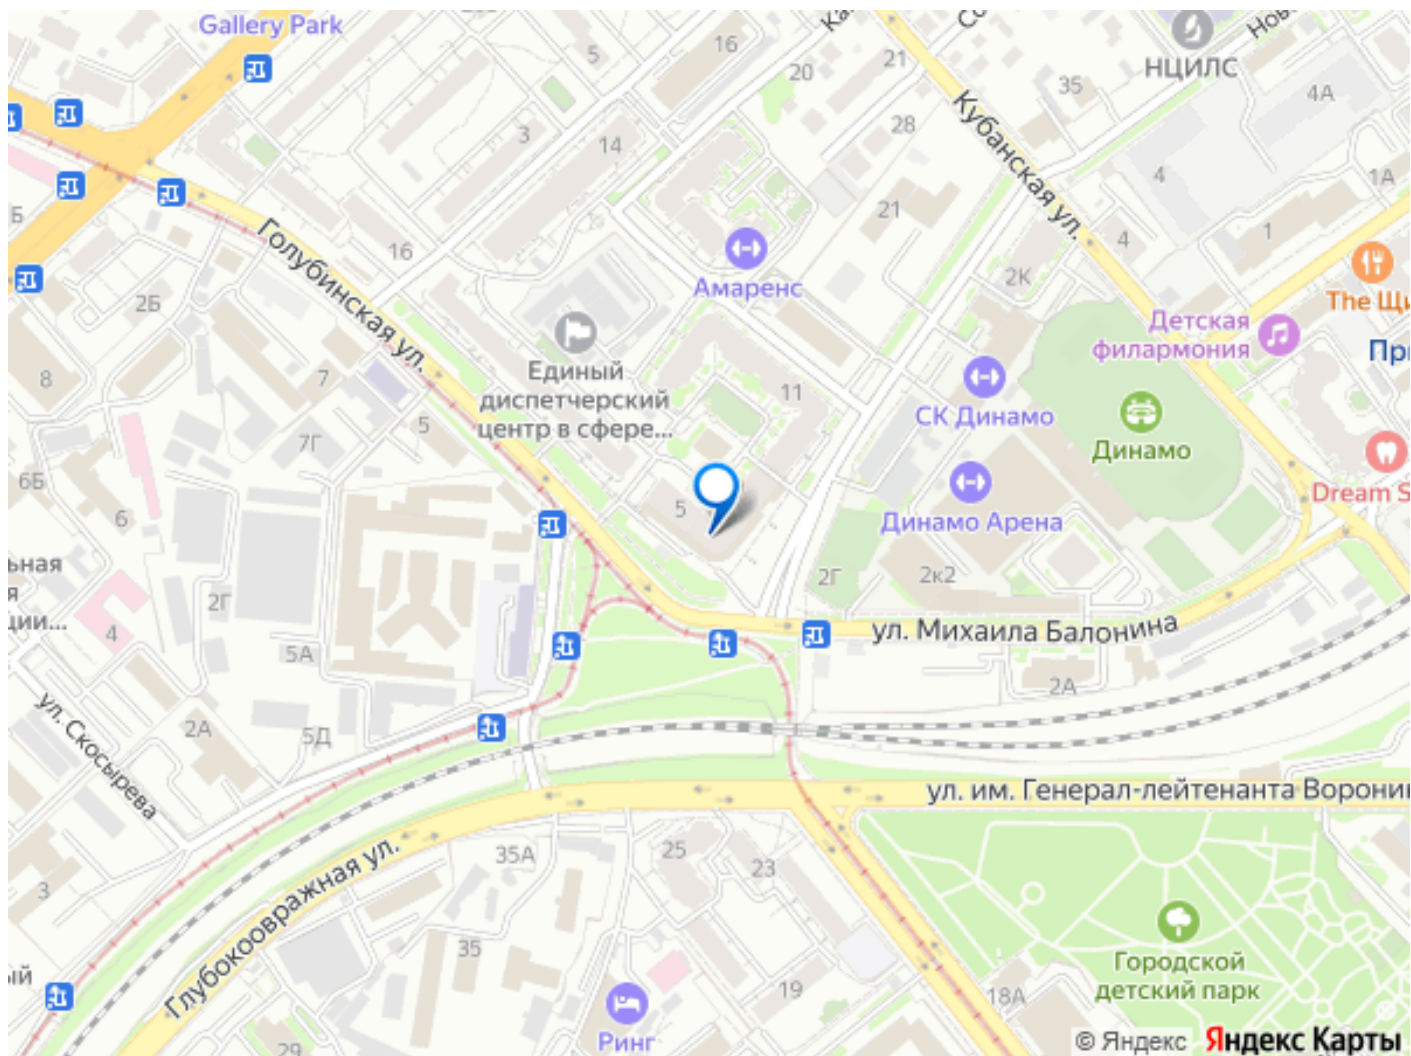 Gallery Park
16
5
21
20
НЦИЛС
35
4А
3
14
28
Кубанская ул.
4
1А
Б
Голубинская ул.
16
21
4
1
2Б
Амаренс
2К
The
Детская
филармония
8
7
Единый
диспетчерский
центр в сфере...
11
СК Динамо
Динамо
7Г
5
6Б
6
5
Динамо Арена
Dream S
2Г
2к2
ул. Михаила Балонина
2Г
4
5А
2А
ул. Скосырева
2А
5Д
ул. им. Генерал-лейтенанта
35А
25
23
Глубокоовражная ул.
3
35
19
18А
Городской
детский парк
Ринг
29
© Яндекс Яндекс Карты